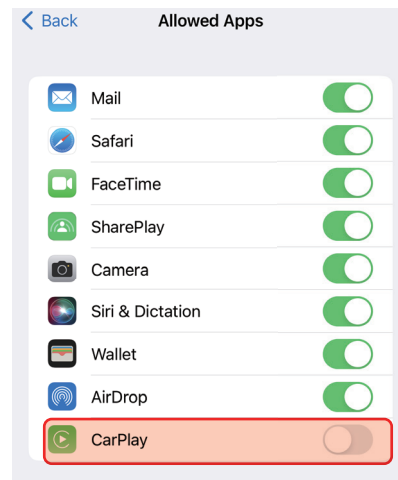 Back
Allowed Apps
Mail
Safari
FaceTime
SharePlay
Camera
Siri & Dictation
Wallet
AirDrop
CarPlay